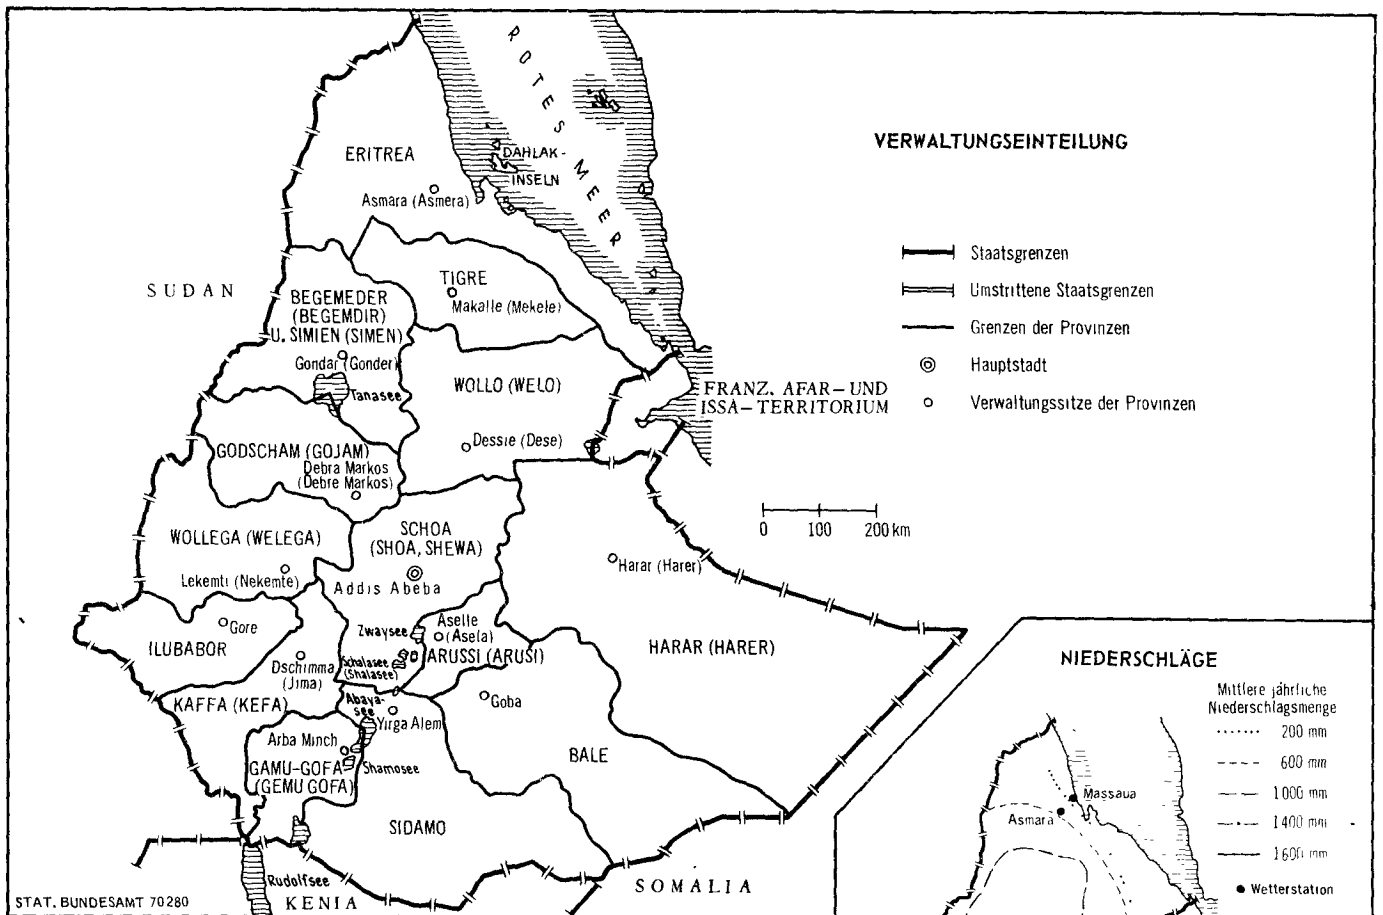 ROTES MEER
VERWALTUNGSEINTEILUNG
ERITREA
DAHLAK-
INSELN
Asmara (Asmera)
Staatsgrenzen
Umstrittene Staatsgrenzen
Grenzen der Provinzen
Hauptstadt
Verwaltungssitze der Provinzen
SUDAN
TIGRE
Makalle (Mekele)
BEGEMEDER
(BEGEMDIR)
U. SIMIEN (SIMEN)
Gondar (Gonder)
Tanasee
WOLLO (WELO)
FRANZ. AFAR-UND
ISSA-TERRITORIUM
Dessie (Dese)
GODSCHAM (GOJAM)
Debra Markos
(Debre Markos)
0 100 200 km
WOLLEGA (WELEGA)
SCHOA
(SHOA, SHEWA)
Lekemti (Nekemte)
Addis Abeba
Harar (Harer)
Gore
ILUBABOR
Zwaysee
Aselle
(Asela)
ARUSSI (ARUSI)
HARAR (HARER)
Schalasee
(Shalasee)
Dschimma
(Jima)
KAFFA (KEFA)
Abaya-
see
Yirga Alem
Goba
Arba Minch
GAMU-GOFA
(GEMU GOFA)
Shamosee
BALE
SIDAMO
Rudolfsee
KENIA
SOMALIA
STAT. BUNDESAMT 70280
NIEDERSCHLÄGE
Mittlere jährliche
Niederschlagsmenge
200 mm
600 mm
1000 mm
1400 mm
1600 mm
Wetterstation
Massaua
Asmara